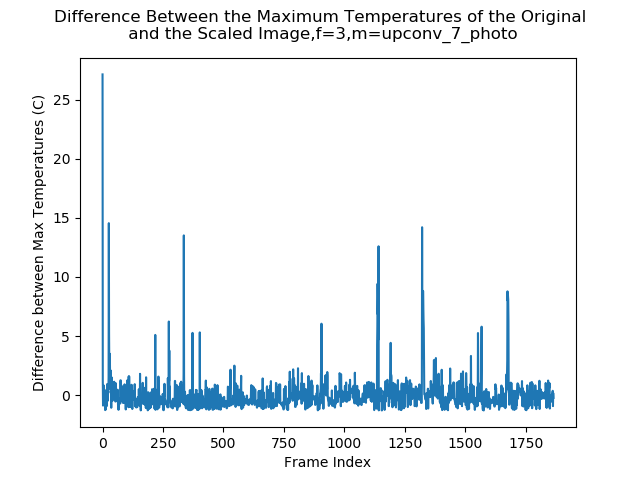 Difference Between the Maximum Temperatures of the Original
and the Scaled Image,f=3,m=upconv_7_photo
Difference between Max Temperatures (C)
25
20
15
10
5
0
0 250 500 750 1000 1250 1500 1750
Frame Index